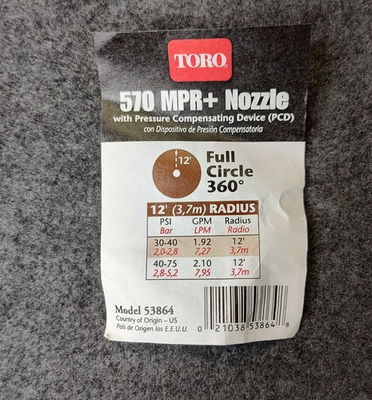 TORO
570 MPR+ Nozzle
with Pressure Compensating Device (PCD)
con Dispositivo de Presión Compensatoria
12'
Full
Circle
360°
12' (3,7m) RADIUS
PSI GPM Radius
Bar LPM Radio
30-40 1.92 12'
2,0-2,8 7,27 3,7m
40-75 2.10 12'
2,8-5,2 7,95 3,7m
Model 53864
Country of Origin – US
País de Origen los E.E.U.U.
0 21038 53864 8